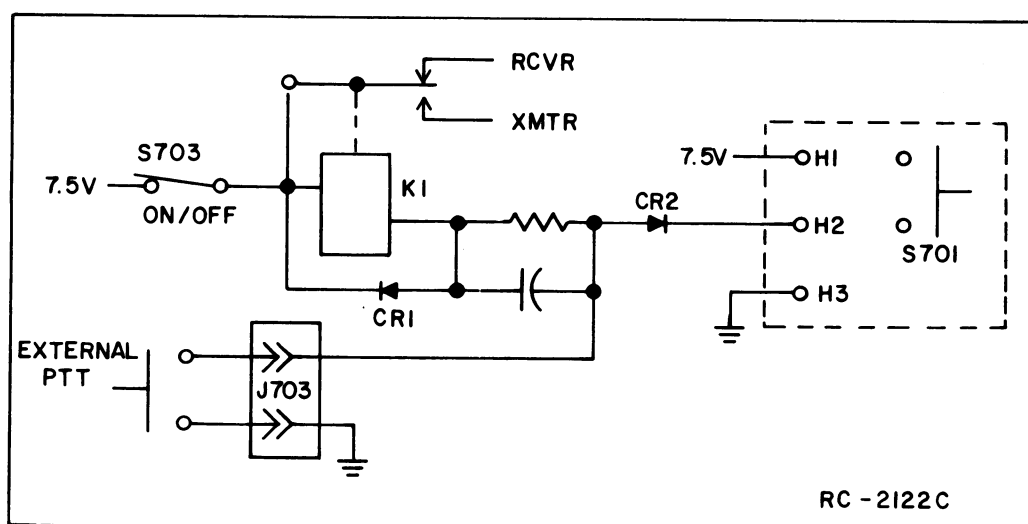 RCVR
XMTR
S703
7.5V
ON/OFF
K1
7.5V
H1
CR2
H2
S701
H3
CR1
EXTERNAL
PTT
J703
RC-2122C